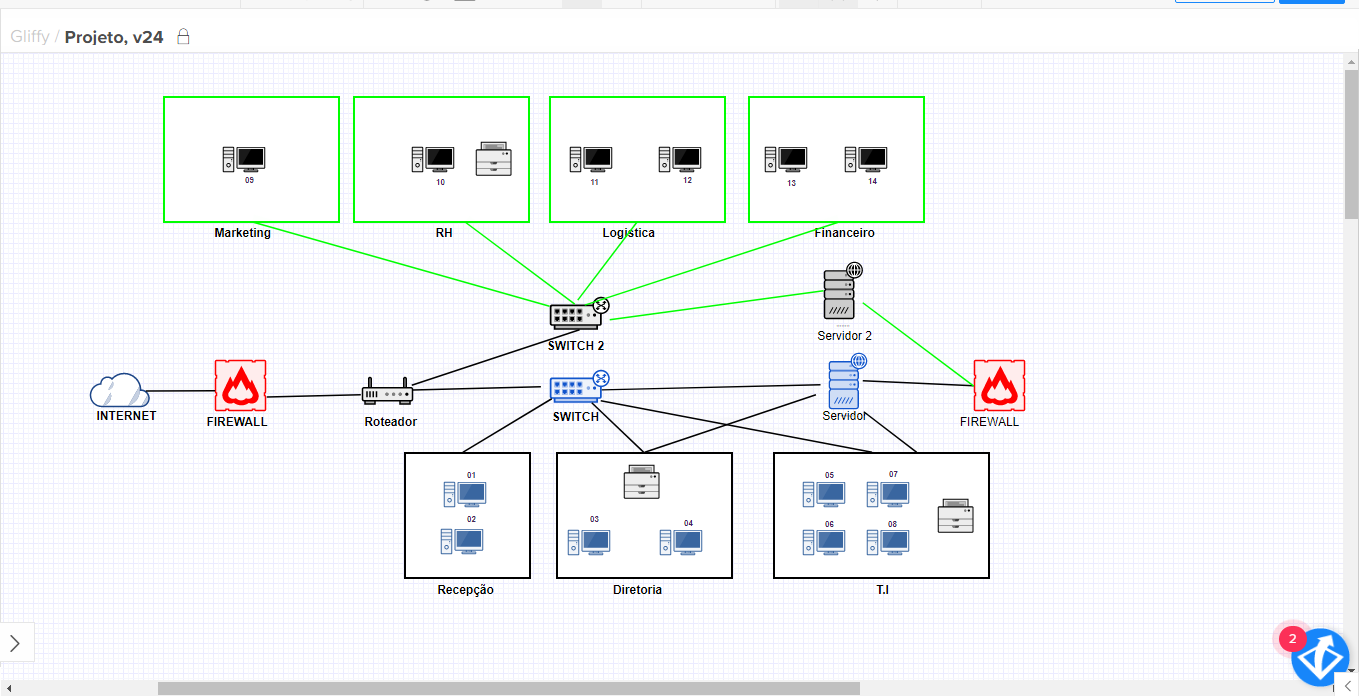 Gliffy / Projeto, v24
09
10
11
12
13
14
Marketing
RH
Logística
Financeiro
Servidor 2
SWITCH 2
INTERNET
FIREWALL
Roteador
SWITCH
Servidor
FIREWALL
01
02
03
04
05
07
06
08
Recepção
Diretoria
T.I
2